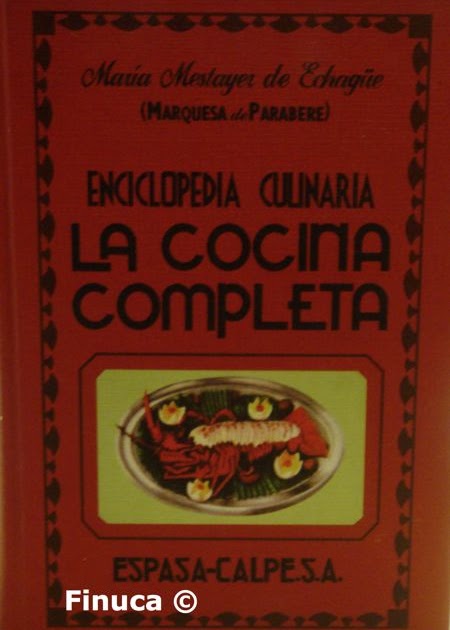 María Mestayer de Echagüe
(MARQUESA de PARABERE)
ENCICLOPEDIA CULINARIA
LA COCINA
COMPLETA
ESPASA-CALPE.S.A.
Finuca ©